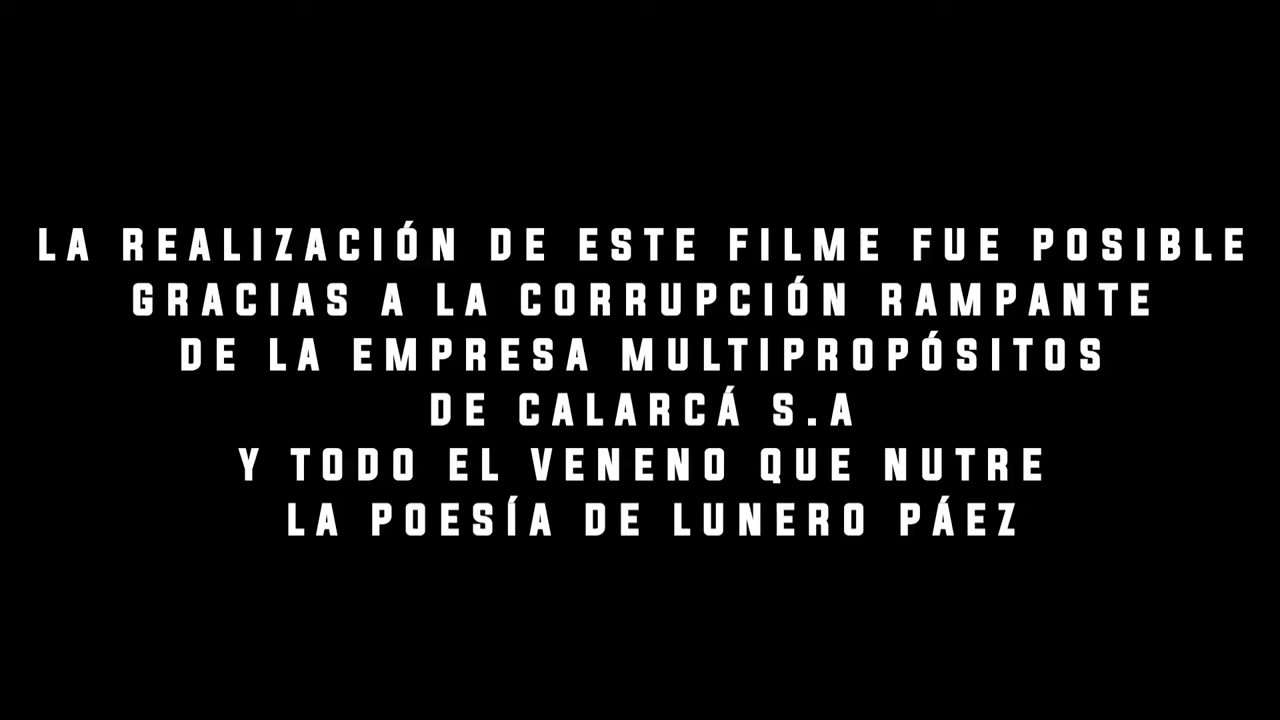 LA REALIZACIÓN DE ESTE FILME FUE POSIBLE
GRACIAS A LA CORRUPCIÓN RAMPANTE
DE LA EMPRESA MULTIPROPÓSITOS
DE CALARCÁ S.A
Y TODO EL VENENO QUE NUTRE
LA POESÍA DE LUNERO PÁEZ